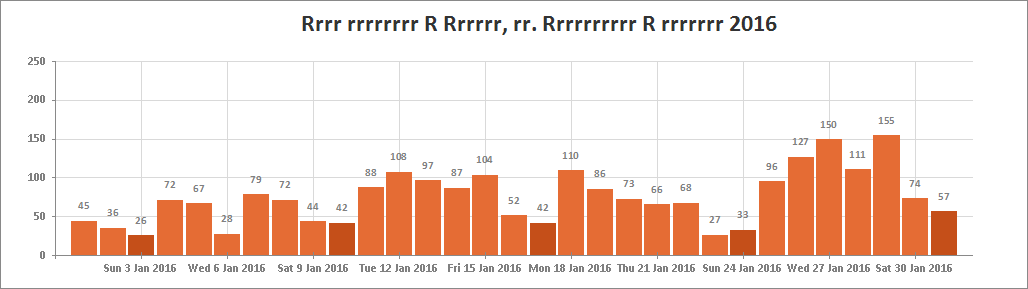 Rrrr rrrrrrrr R Rrrrrr, rr. Rrrrrrrrrr R rrrrrrr 2016
250
200
150
100
50
0
45 36 26 72 67 28 79 72 44 42 88 108 97 87 104 52 42 110 86 73 66 68 27 33 96 127 150 111 155 74 57
Sun 3 Jan 2016 Wed 6 Jan 2016 Sat 9 Jan 2016 Tue 12 Jan 2016 Fri 15 Jan 2016 Mon 18 Jan 2016 Thu 21 Jan 2016 Sun 24 Jan 2016 Wed 27 Jan 2016 Sat 30 Jan 2016